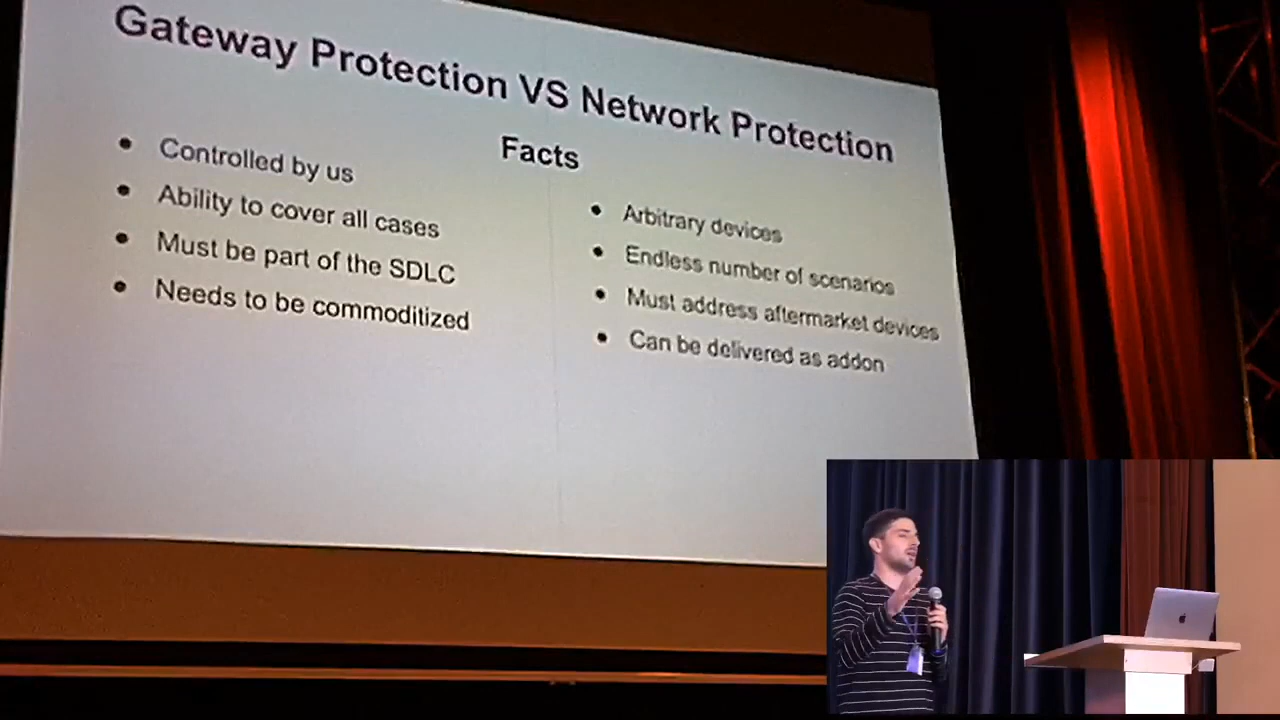 Gateway Protection VS Network Protection
Facts
Controlled by us
Ability to cover all cases
Must be part of the SDLC
Needs to be commoditized
Arbitrary devices
Endless number of scenarios
Must address aftermarket devices
Can be delivered as addon